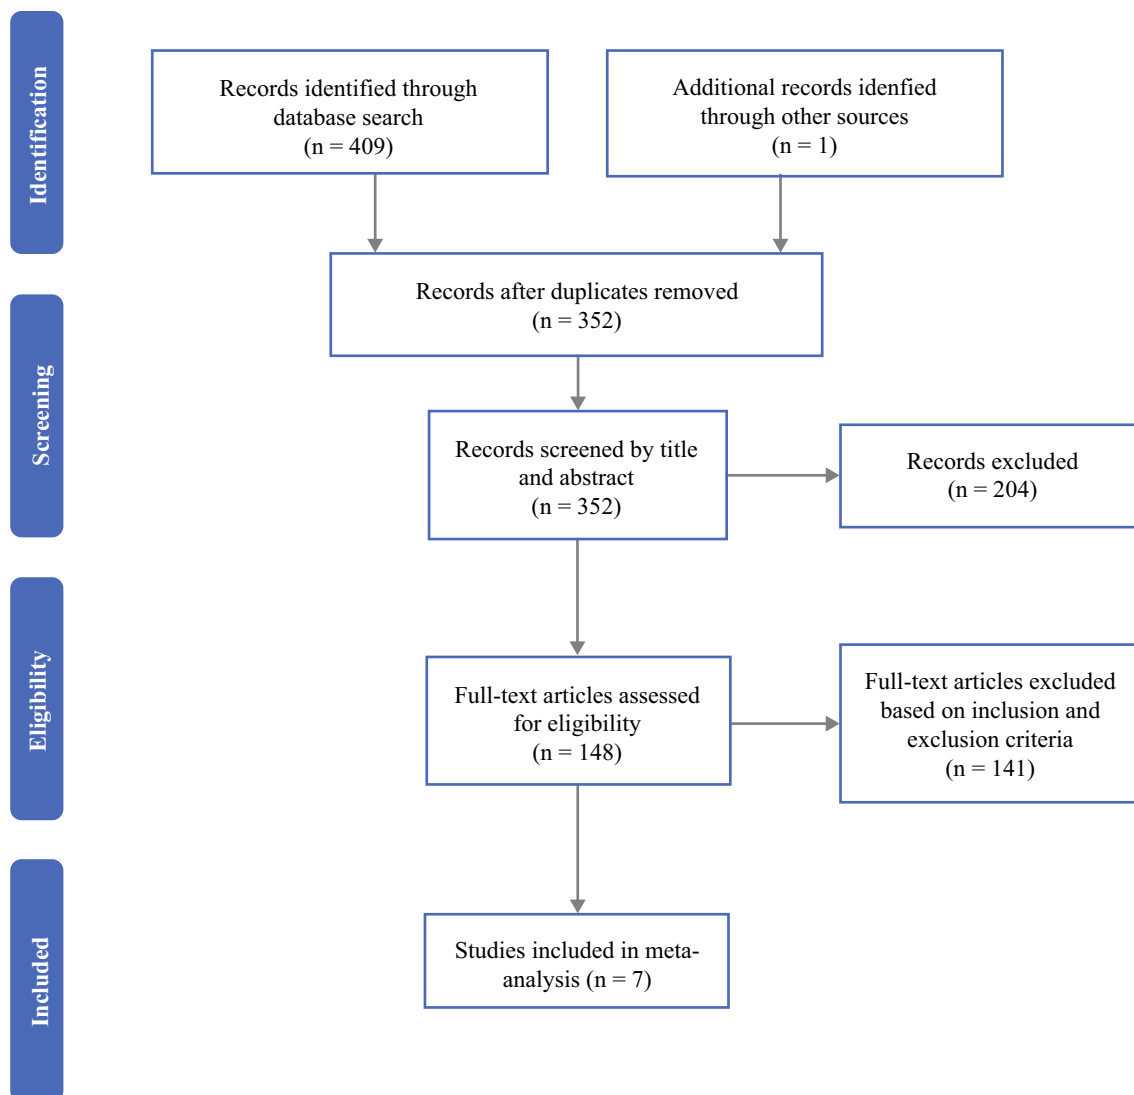 Identification
Records identified through
database search
(n = 409)
Additional records idenfied
through other sources
(n = 1)
Records after duplicates removed
(n = 352)
Screening
Records screened by title
and abstract
(n = 352)
Records excluded
(n = 204)
Eligibility
Full-text articles assessed
for eligibility
(n = 148)
Full-text articles excluded
based on inclusion and
exclusion criteria
(n = 141)
Included
Studies included in meta-
analysis (n = 7)